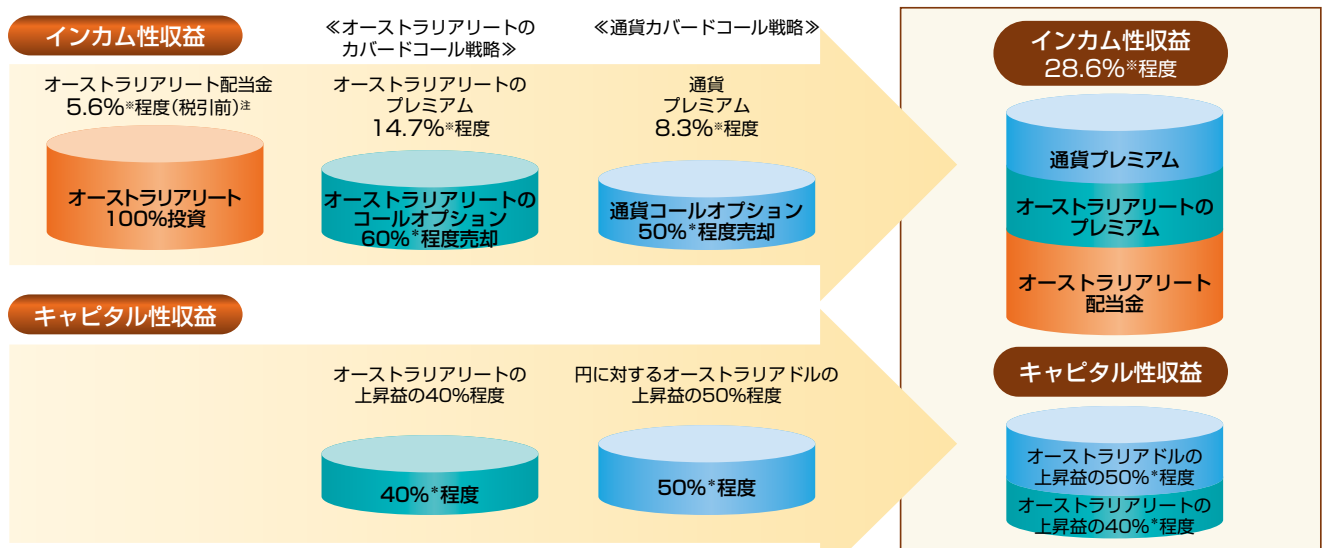 インカム性収益
≪オーストラリアリートの
カバードコール戦略≫
≪通貨カバードコール戦略≫
オーストラリアリート配当金
5.6%※程度(税引前)注
オーストラリアリート
100%投資
オーストラリアリートの
プレミアム
14.7%※程度
オーストラリアリートの
コールオプション
60%*程度売却
通貨
プレミアム
8.3%※程度
通貨コールオプション
50%*程度売却
キャピタル性収益
オーストラリアリートの
上昇益の40%程度
40%*程度
円に対するオーストラリアドルの
上昇益の50%程度
50%*程度
インカム性収益
28.6%※程度
通貨プレミアム
オーストラリアリートの
プレミアム
オーストラリアリート
配当金
キャピタル性収益
オーストラリアドルの
上昇益の50%*程度
オーストラリアリートの
上昇益の40%*程度